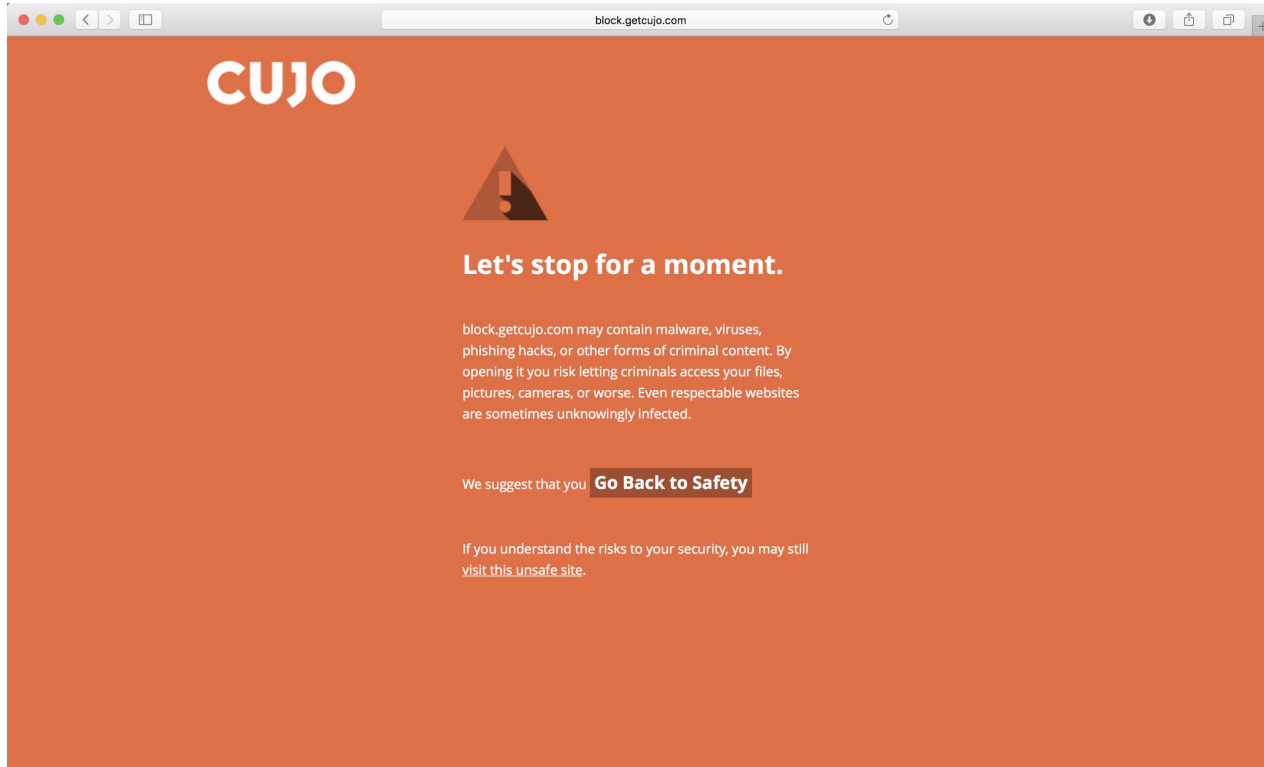 block.getcujo.com
CUJO
Let's stop for a moment.
block.getcujo.com may contain malware, viruses,
phishing hacks, or other forms of criminal content. By
opening it you risk letting criminals access your files,
pictures, cameras, or worse. Even respectable websites
are sometimes unknowingly infected.
We suggest that you Go Back to Safety
If you understand the risks to your security, you may still
visit this unsafe site.